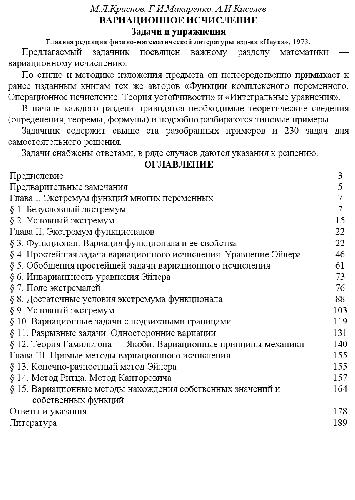 М.Л.Краснов, Г.И.Макаренко, А.И.Киселев
ВАРИАЦИОННОЕ ИСЧИСЛЕНИЕ
Задачи и упражнения
Главная редакция физико-математической литературы изд-ва «Наука», 1973.
Предлагаемый задачник посвящен важному разделу математики —
вариационному исчислению.
По стилю и методике изложения предмета он непосредственно примыкает к
ранее изданным книгам тех же авторов «Функции комплексного переменного.
Операционное исчисление. Теория устойчивости» и «Интегральные уравнения».
В начале каждого раздела приводятся необходимые теоретические сведения
(определения, теоремы, формулы) и подробно разбираются типовые примеры.
Задачник содержит свыше ста разобранных примеров и 230 задач для
самостоятельного решения.
Задачи снабжены ответами, в ряде случаев даются указания к решению.
ОГЛАВЛЕНИЕ
Предисловие 3
Предварительные замечания 5
Глава I. Экстремум функций многих переменных 7
§ 1. Безусловный экстремум 7
§ 2. Условный экстремум 15
Глава II. Экстремум функционалов 22
§ 3. Функционал. Вариация функционала и ее свойства 22
§ 4. Простейшая задача вариационного исчисления. Уравнение Эйлера 46
§ 5. Обобщения простейшей задачи вариационного исчисления 61
§ 6. Инвариантность уравнения Эйлера 73
§ 7. Поле экстремалей 76
§ 8. Достаточные условия экстремума функционала 88
§ 9. Условный экстремум 103
§ 10. Вариационные задачи с подвижными границами 119
§ 11. Разрывные задачи. Односторонние вариации 131
§ 12. Теория Гамильтона — Якоби. Вариационные принципы механики 140
Глава III. Прямые методы вариационного исчисления 155
§ 13. Конечно-разностный метод Эйлера 155
§ 14. Метод Ритца. Метод Канторовича 157
§ 15. Вариационные методы нахождения собственных значений и 164
собственных функций
Ответы и указания 178
Литература 189